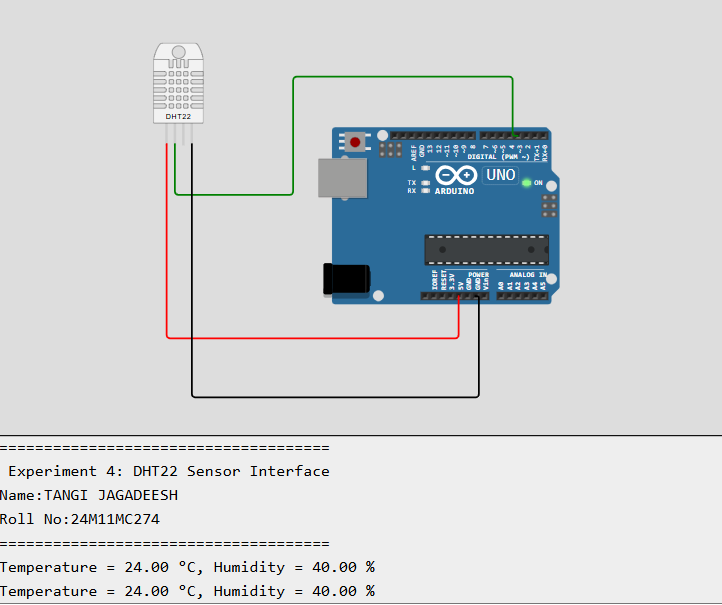 DHT22
AREF
GND
13
12
~11
~10
~9
8
7
~6
~5
4
~3
2
TX→1
RX←0
DIGITAL (PWM ~)
L
TX
RX
ARDUINO
UNO
ON
IOREF
RESET
3.3V
5V
GND
GND
Vin
POWER
ANALOG IN
A0
A1
A2
A3
A4
A5
=====================================
Experiment 4: DHT22 Sensor Interface
Name:TANGI JAGADEESH
Roll No:24M11MC274
=====================================
Temperature = 24.00 °C, Humidity = 40.00 %
Temperature = 24.00 °C, Humidity = 40.00 %